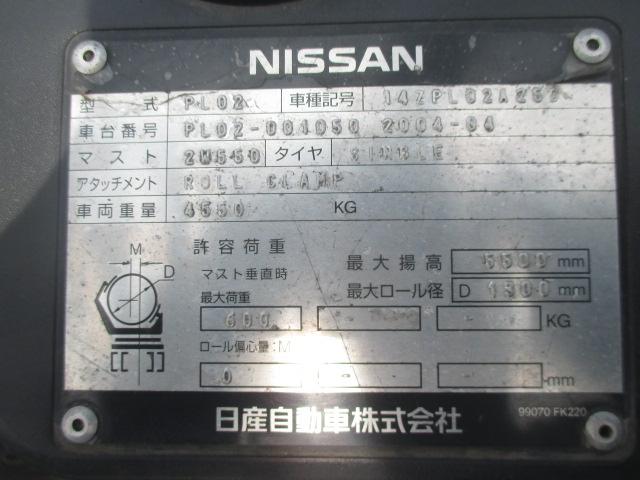 NISSAN
型式 PL02 車種記号 14ZPL02A252
車台番号 PL02-001050 2004-04
マスト 2W550 タイヤ SINGLE
アタッチメント ROLL CLAMP
車両重量 4550 KG
許容荷重
マスト垂直時
最大揚高 5500 mm
最大ロール径 D 1300 mm
最大荷重
600 - - KG
ロール偏心量:M
0 - - -mm
M
D
日産自動車株式会社
99070 FK220